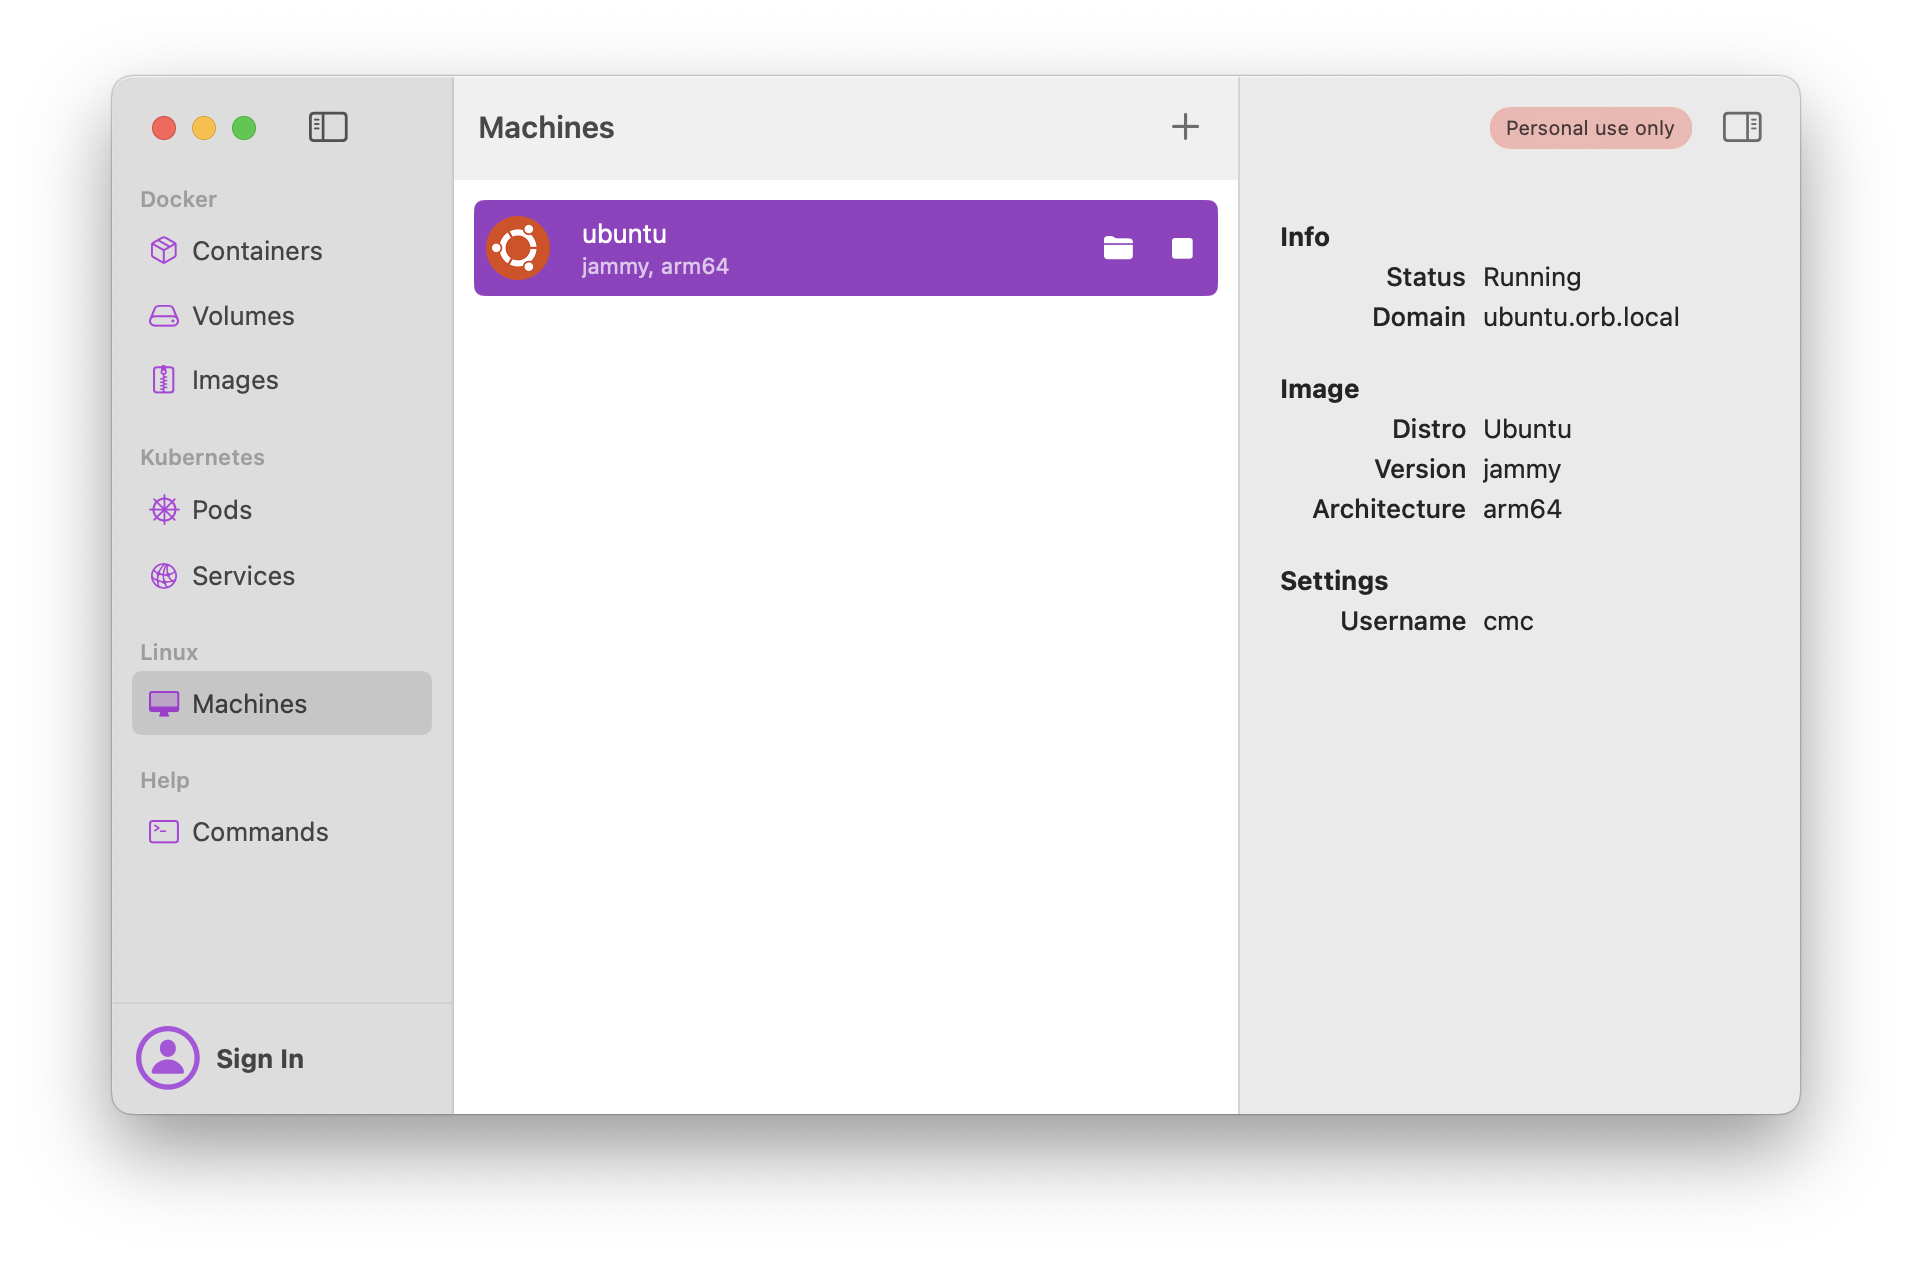 Docker
Containers
Volumes
Images
Kubernetes
Pods
Services
Linux
Machines
Help
Commands
Sign In
Machines
ubuntu
jammy, arm64
Personal use only
Info
Status Running
Domain ubuntu.orb.local
Image
Distro Ubuntu
Version jammy
Architecture arm64
Settings
Username cmc